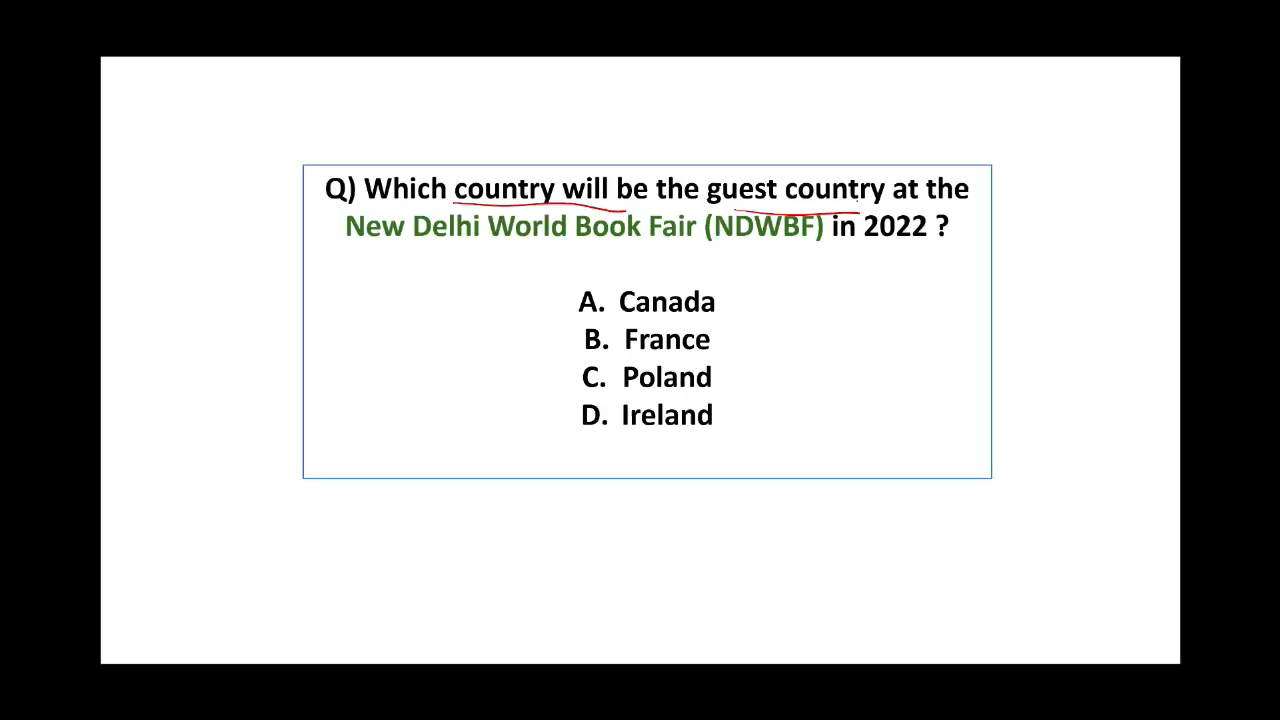 Q) Which country will be the guest country at the
New Delhi World Book Fair (NDWBF) in 2022 ?
A. Canada
B. France
C. Poland
D. Ireland